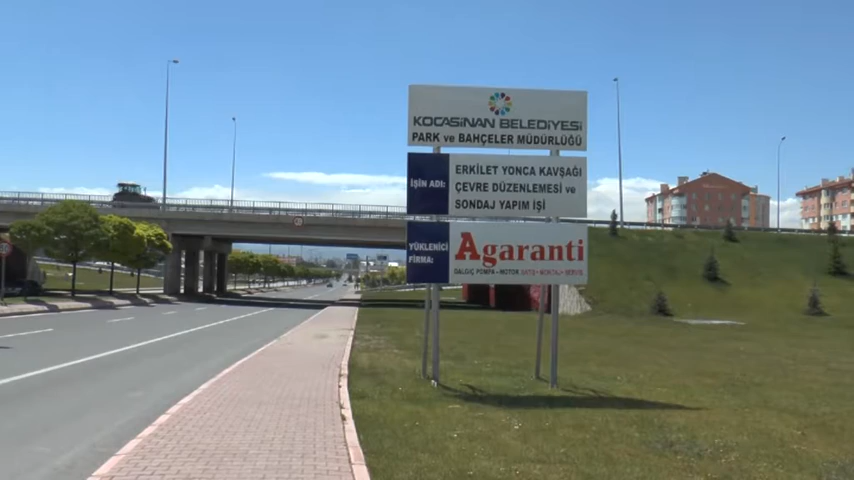 KOCASİNAN BELEDİYESİ
PARK ve BAHÇELER MÜDÜRLÜĞÜ
İŞİN ADI:
ERKİLET YONCA KAVŞAĞI
ÇEVRE DÜZENLEMESİ ve
SONDAJ YAPIM İŞİ
YÜKLENİCİ
FİRMA:
Agaranti
DALGIÇ POMPA - MOTOR SATIŞ - MONTAJ - SERVİS